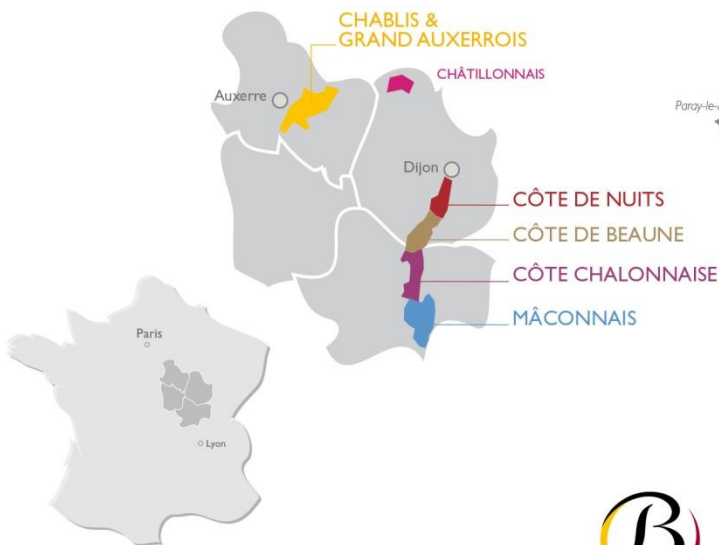 CHABLIS &
GRAND AUXERROIS
CHÂTILLONNAIS
Auxerre
Dijon
CÔTE DE NUITS
CÔTE DE BEAUNE
CÔTE CHALONNAISE
MÂCONNAIS
Paris
Lyon
B